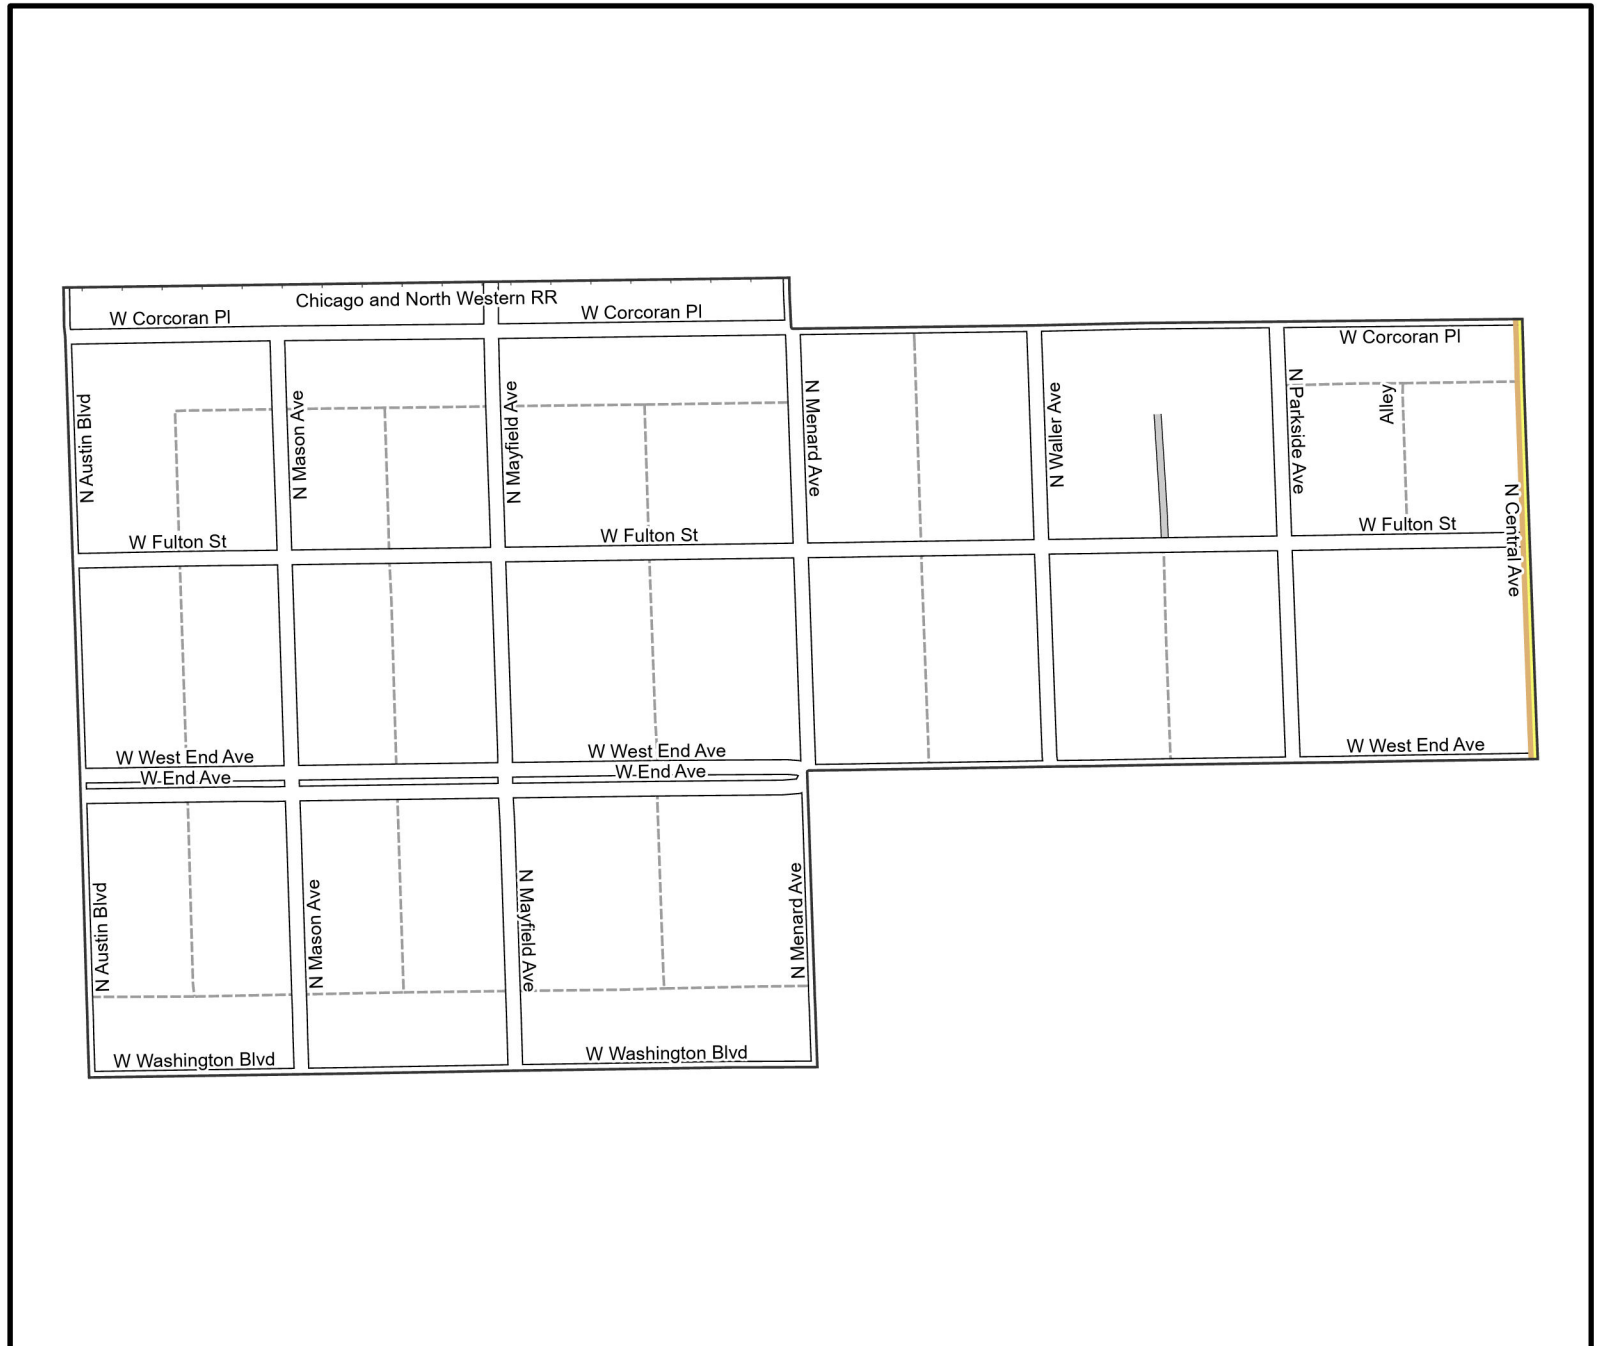 Chicago and North Western RR
W Corcoran Pl
W Corcoran Pl
W Corcoran Pl
N Austin Blvd
N Mason Ave
N Mayfield Ave
N Menard Ave
N Waller Ave
N Parkside Ave
Alley
N Central Ave
W Fulton St
W Fulton St
W Fulton St
W West End Ave
W West End Ave
W West End Ave
W End Ave
W End Ave
N Austin Blvd
N Mason Ave
N Mayfield Ave
N Menard Ave
W Washington Blvd
W Washington Blvd